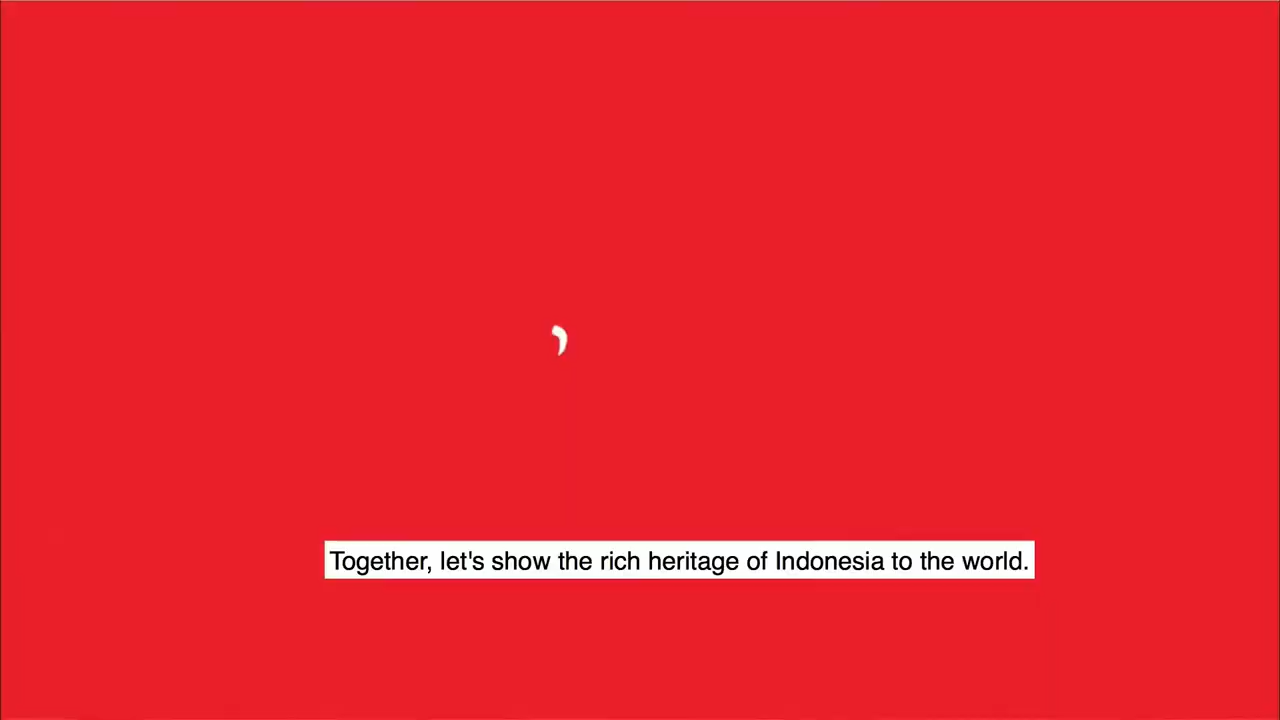 Together, let's show the rich heritage of Indonesia to the world.